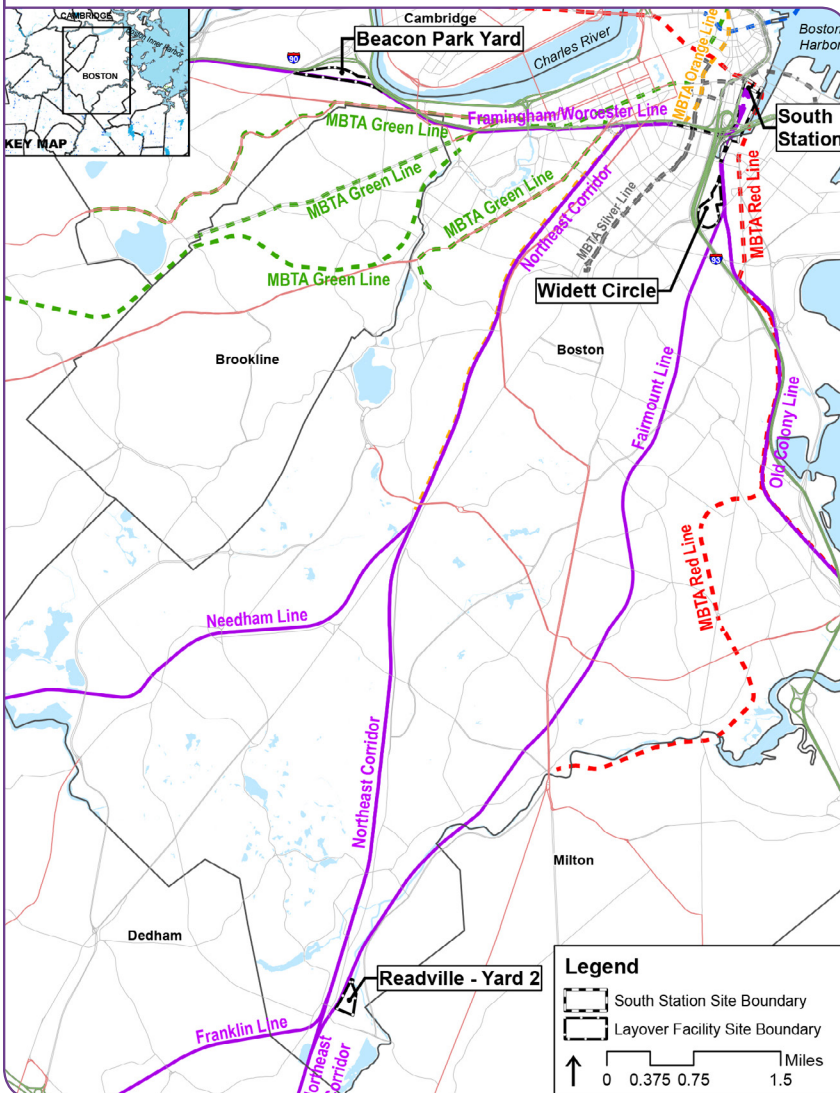 CAMBRIDGE
BOSTON
KEY MAP
90
Cambridge
Beacon Park Yard
Charles River
MBTA Orange Line
Boston
Harbor
South
Station
Framingham/Worcester Line
MBTA Green Line
MBTA Green Line
MBTA Green Line
MBTA Green Line
Northeast Corridor
MBTA Silver Line
MBTA Red Line
93
Widett Circle
Brookline
Boston
Fairmount Line
Old Colony Line
MBTA Red Line
Needham Line
Northeast Corridor
Milton
Dedham
Readville - Yard 2
Franklin Line
Northeast
Corridor
Legend
South Station Site Boundary
Layover Facility Site Boundary
Miles
0 0.375 0.75 1.5